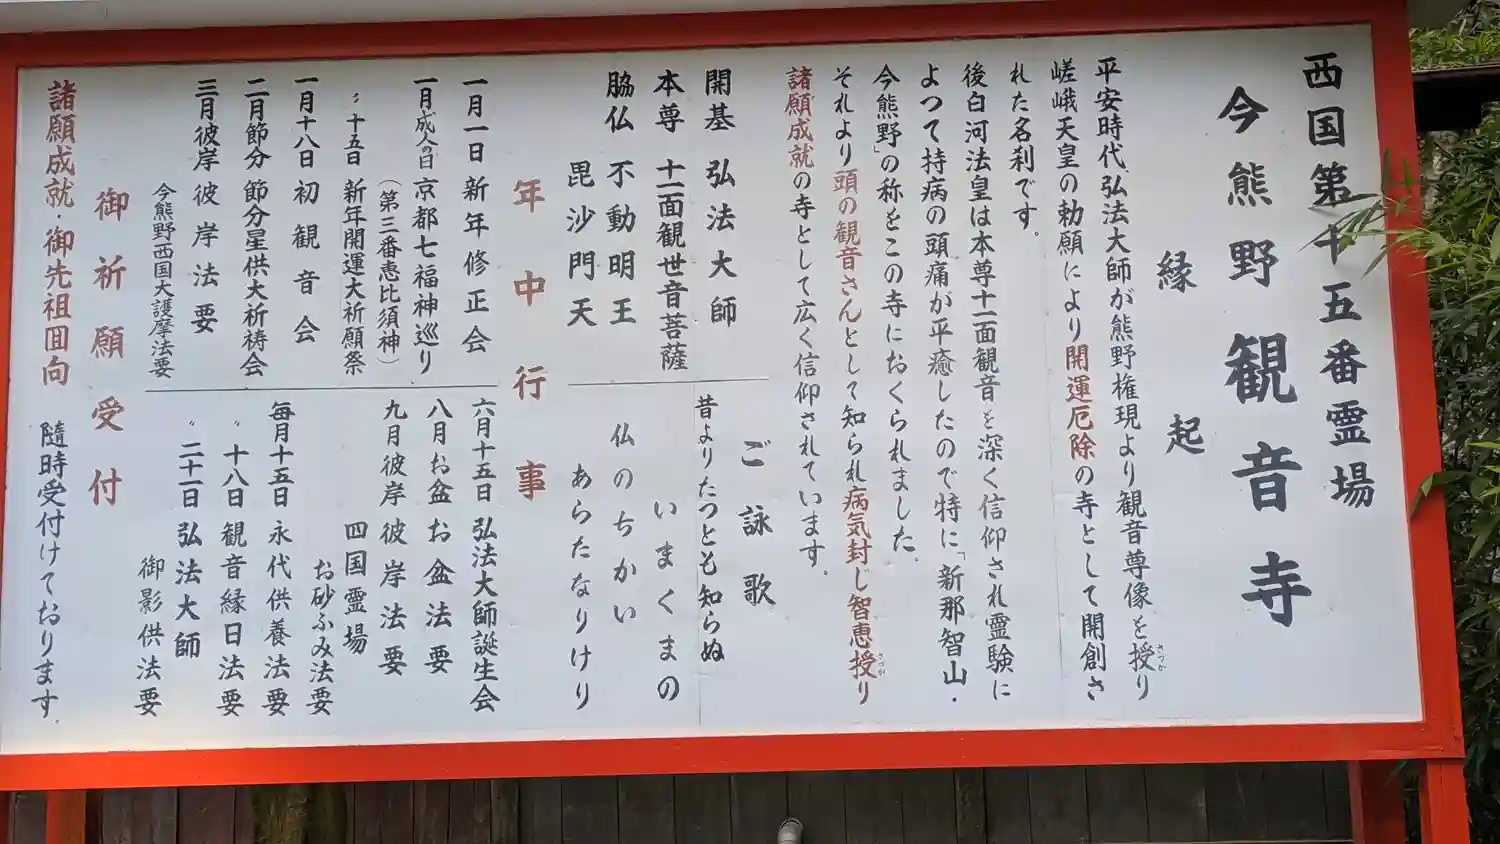 西国第十五番霊場
今熊野観音寺
縁起
平安時代、弘法大師が熊野権現より観音尊像を授り
さづか
嵯峨天皇の勅願により開運厄除の寺として開創さ
れた名刹です。
後白河法皇は本尊十一面観音を深く信仰され霊験に
よつて持病の頭痛が平癒したので特に「新那智山・
今熊野」の称をこの寺におくられました。
それより頭の観音さんとして知られ病気封じ智恵授り
さづか
諸願成就の寺として広く信仰されています。
開基 弘法大師
本尊 十一面観世音菩薩
脇仏 不動明王
毘沙門天
ご詠歌
昔よりたつとも知らぬ
いまくまの
仏のちかい
あらたなりけり
年中行事
一月一日 新年修正会
一月成人の日 京都七福神巡り
(第三番恵比須神)
〃十五日 新年開運大祈願祭
一月十八日 初観音会
二月節分 節分星供大祈祷会
三月彼岸 彼岸法要
今熊野西国大護摩法要
六月十五日 弘法大師誕生会
八月お盆 お盆法要
九月彼岸 彼岸法要
四国霊場
お砂ふみ法要
毎月十五日 永代供養法要
〃十八日 観音縁日法要
〃二十一日 弘法大師
御影供法要
御祈願受付
諸願成就・御先祖回向 随時受付けております。